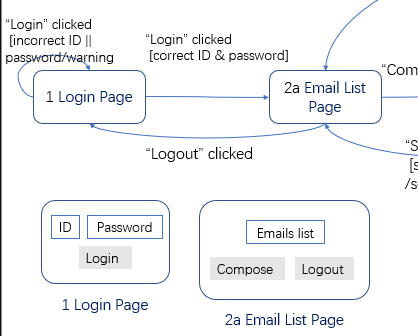 “Login” clicked
[incorrect ID ||
password/warning
“Login” clicked
[correct ID & password]
1 Login Page
2a Email List
Page
“Com
“Logout” clicked
“S
[s
/s
ID
Password
Login
1 Login Page
Emails list
Compose
Logout
2a Email List Page